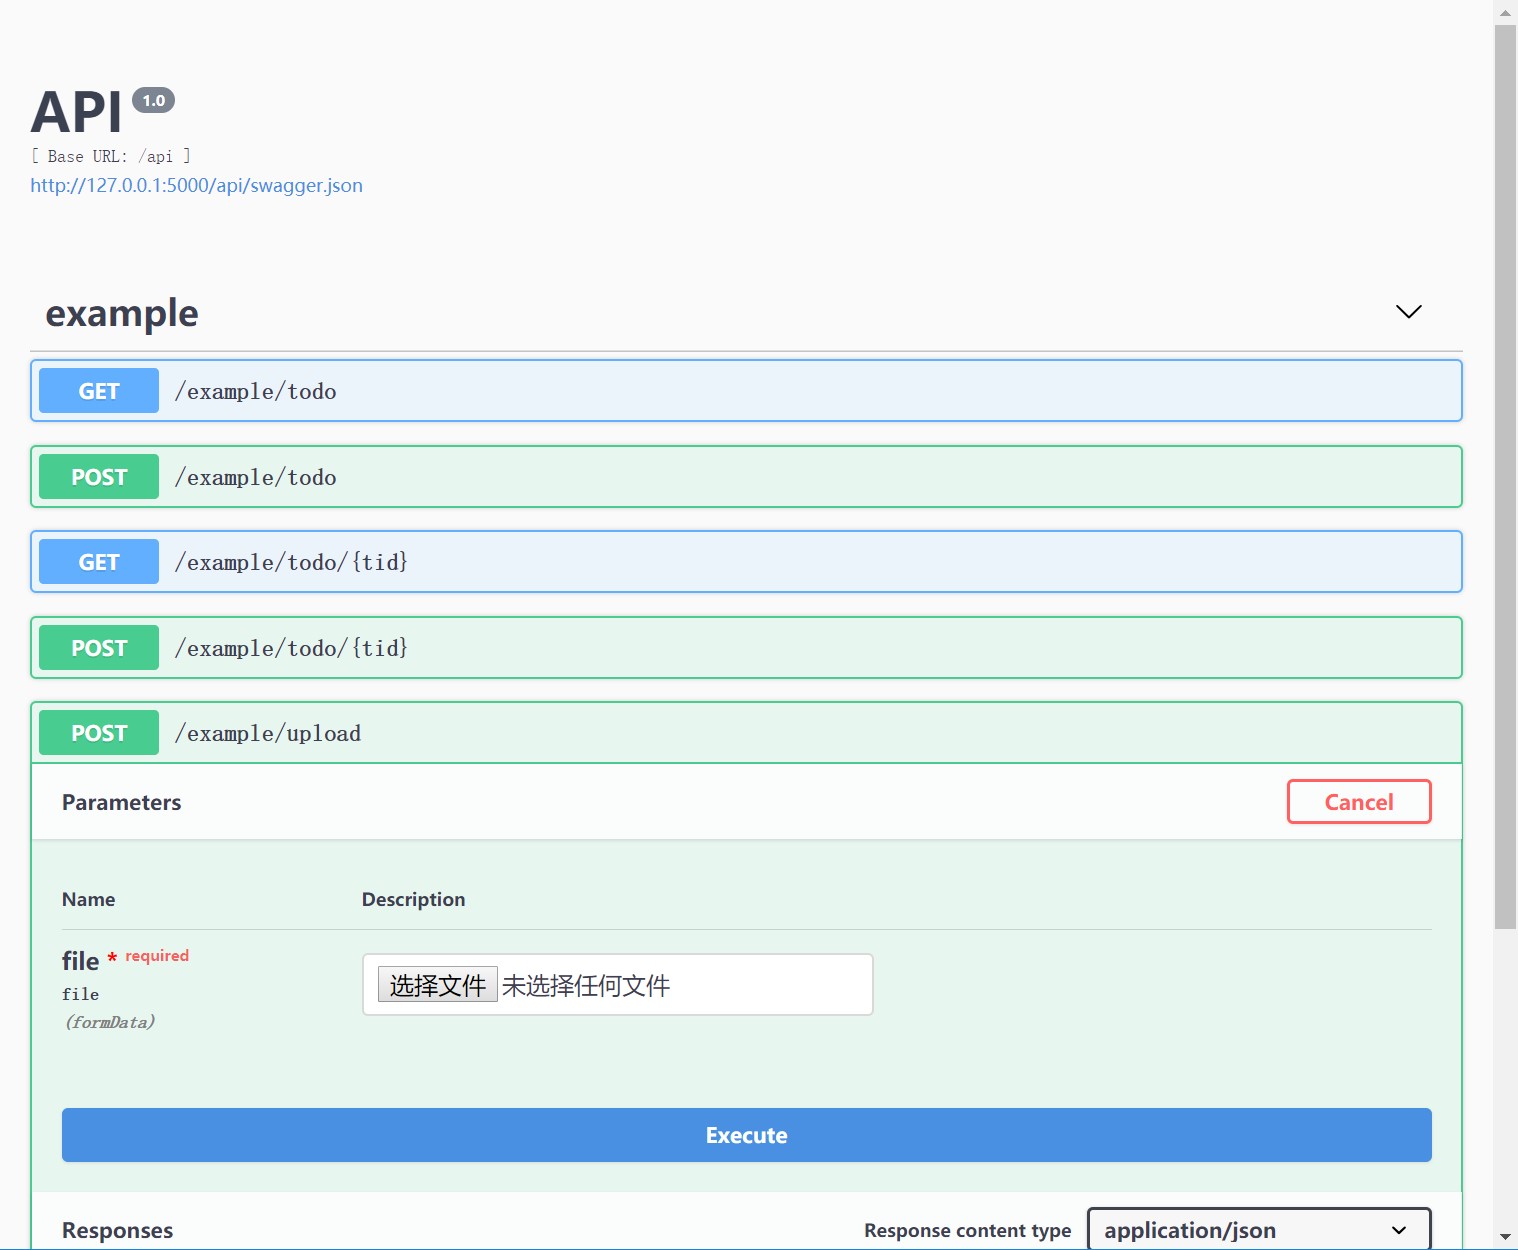 API 1.0
[ Base URL: /api ]
http://127.0.0.1:5000/api/swagger.json
example
GET /example/todo
POST /example/todo
GET /example/todo/{tid}
POST /example/todo/{tid}
POST /example/upload
Parameters Cancel
Name Description
file * required
选择文件 未选择任何文件
file
(formData)
Execute
Responses Response content type application/json